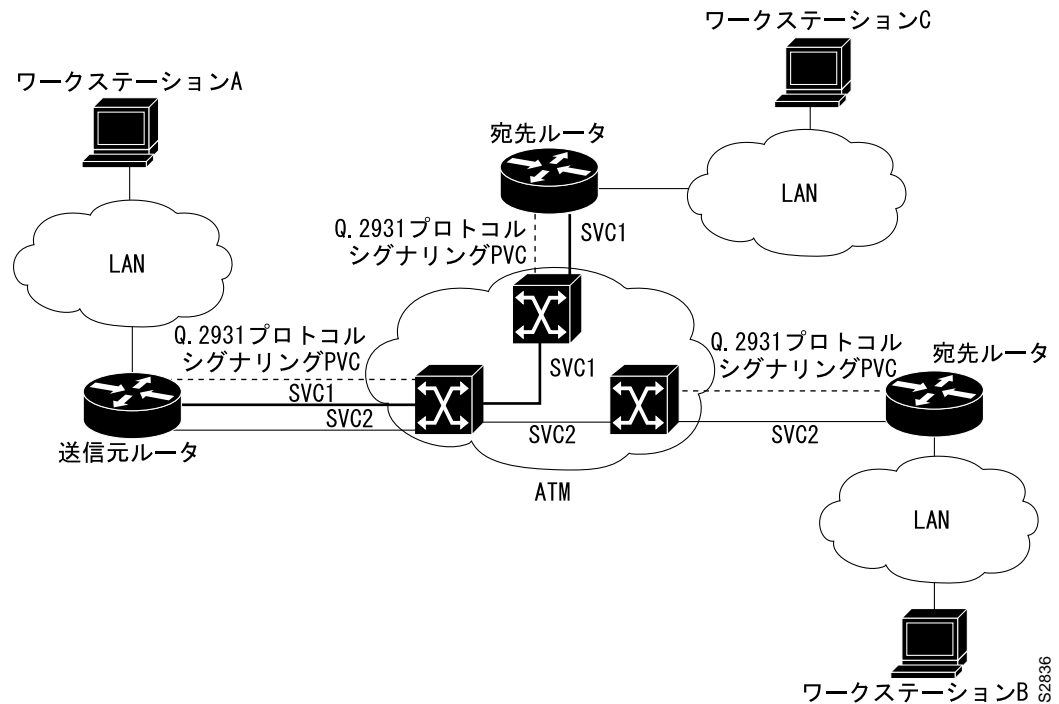 ワークステーションC
ワークステーションA
宛先ルータ
LAN
Q.2931プロトコル
シグナリングPVC
SVC1
LAN
Q.2931プロトコル
シグナリングPVC
SVC1
Q.2931プロトコル
シグナリングPVC
宛先ルータ
SVC1
SVC2
SVC2
SVC2
送信元ルータ
ATM
LAN
ワークステーションB
S2836